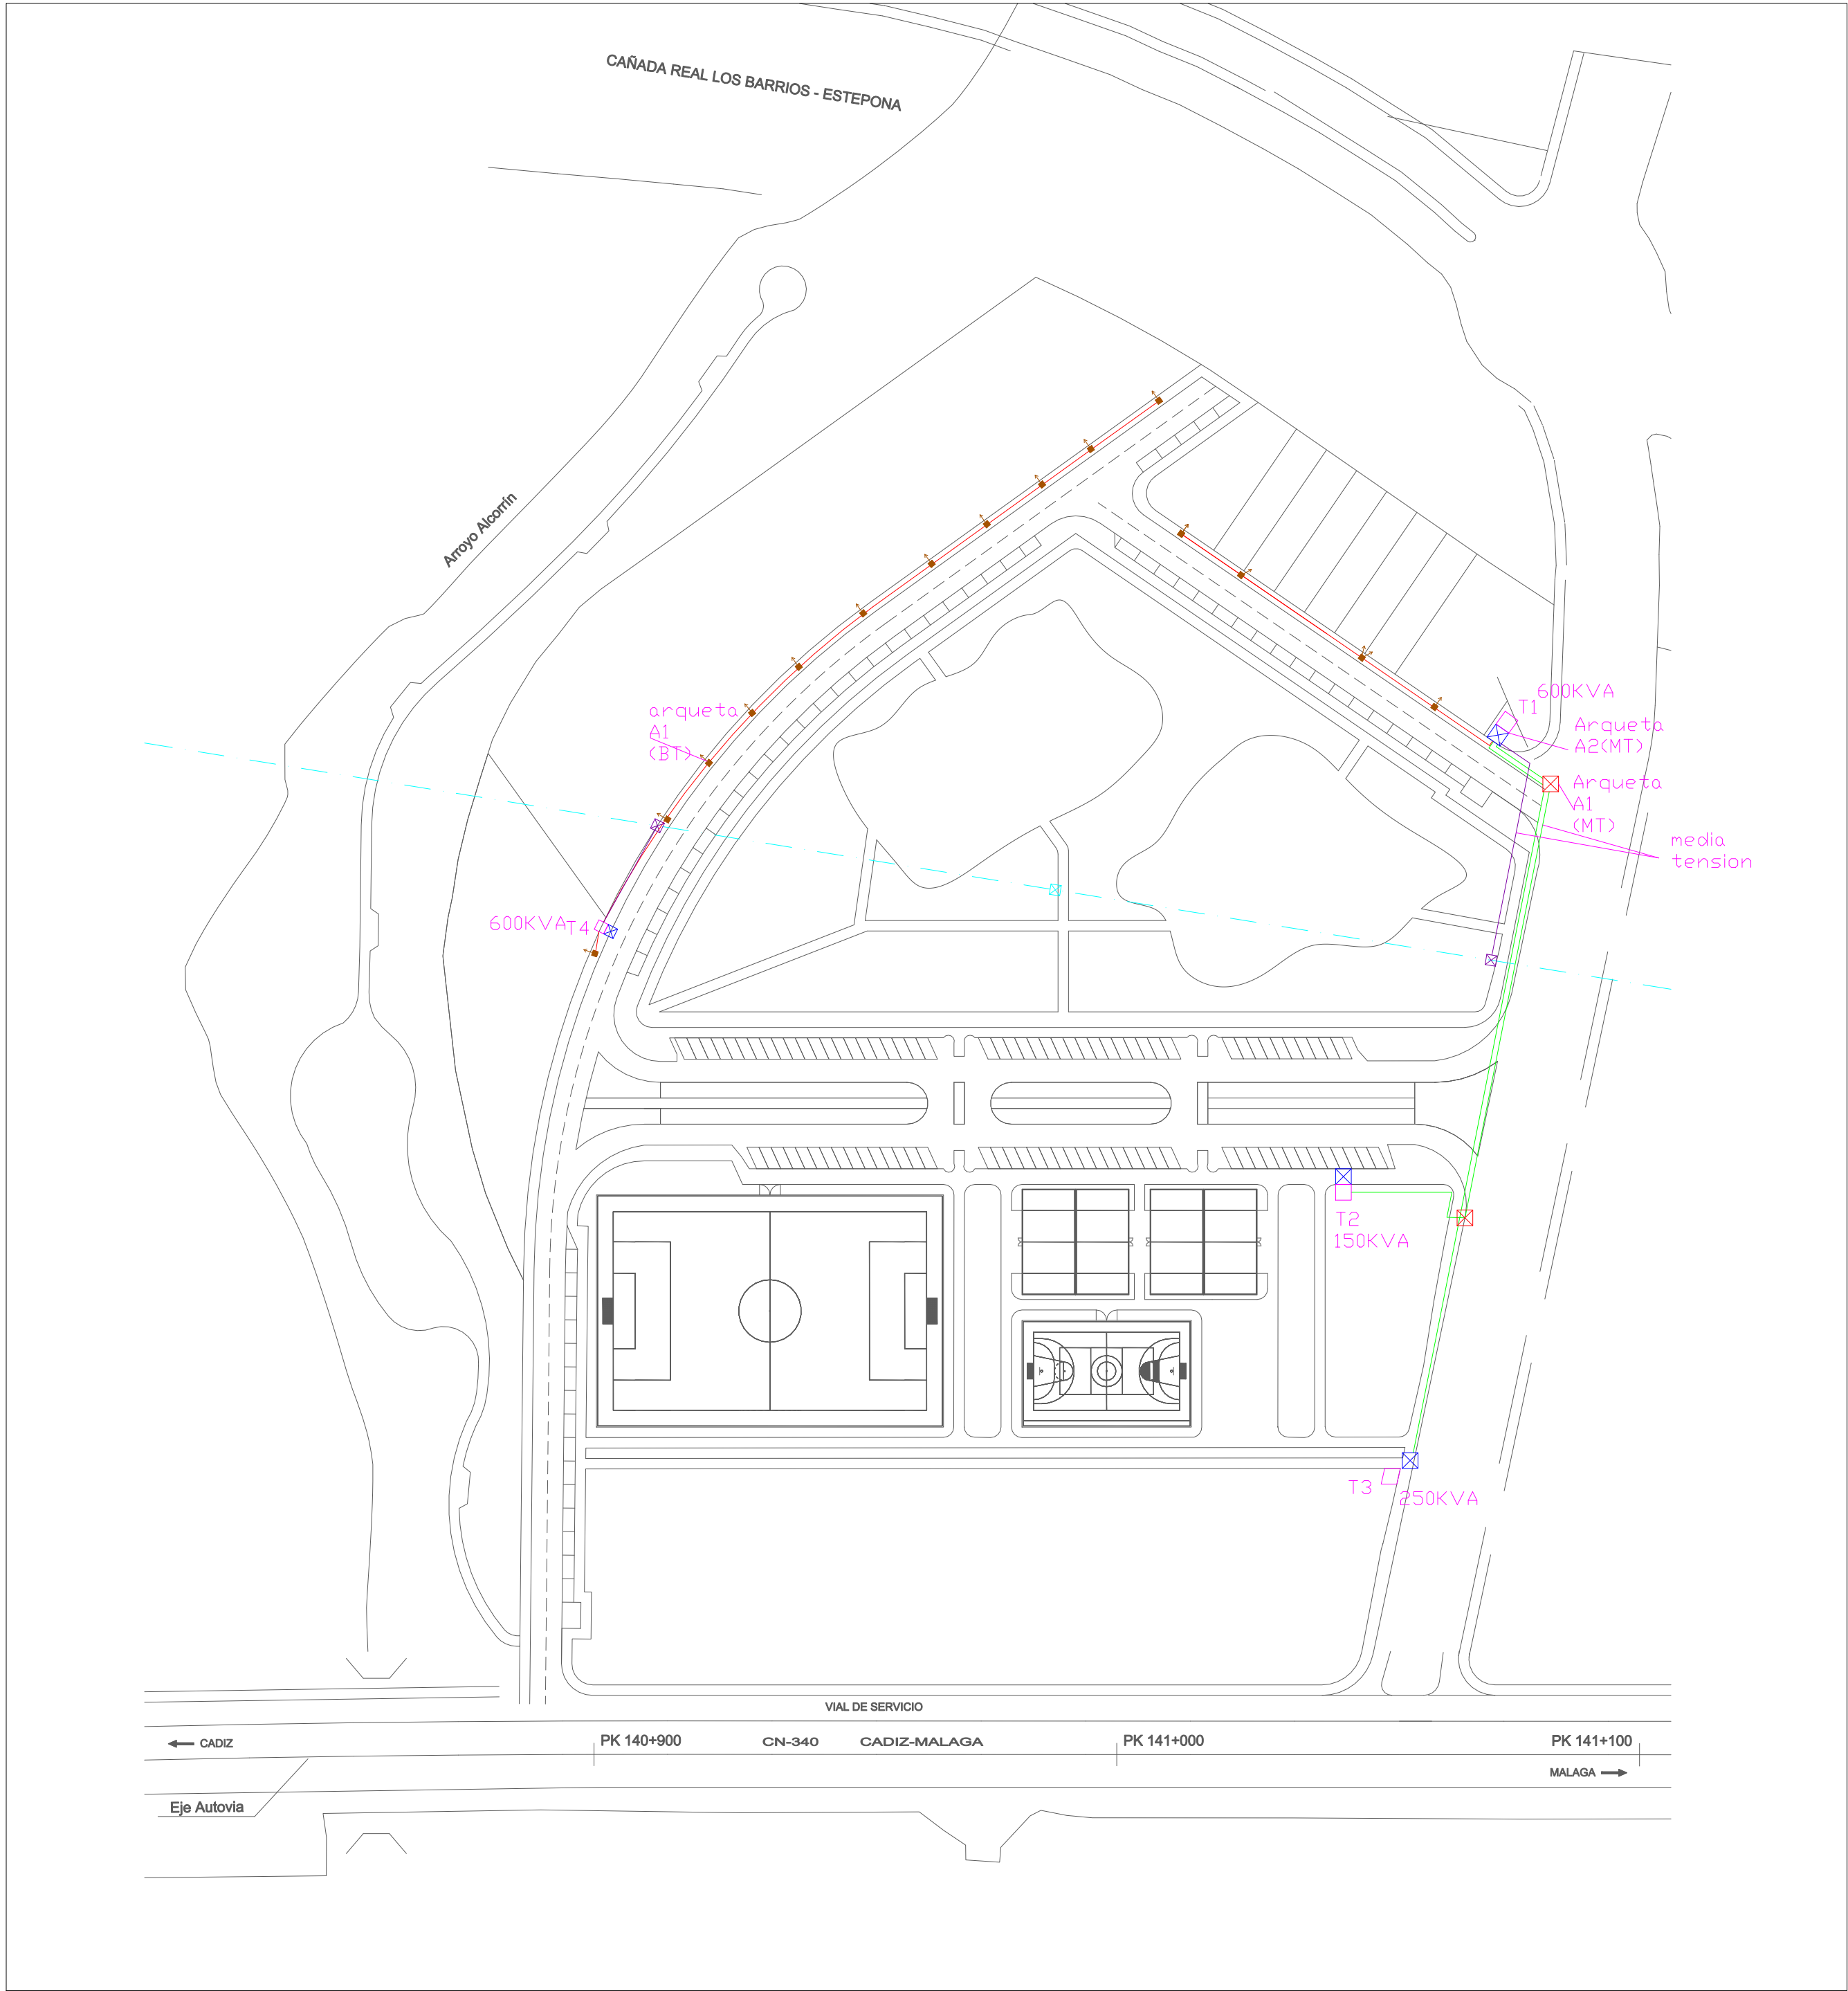 CAÑADA REAL LOS BARRIOS - ESTEPONA
Arroyo Alcorrín
arqueta
A1
(BT)
600KVA
T1
Arqueta
A2(MT)
Arqueta
A1
(MT)
media
tension
600KVA
T4
T2
150KVA
T3
250KVA
VIAL DE SERVICIO
CADIZ
PK 140+900
CN-340
CADIZ-MALAGA
PK 141+000
PK 141+100
MALAGA
Eje Autovia